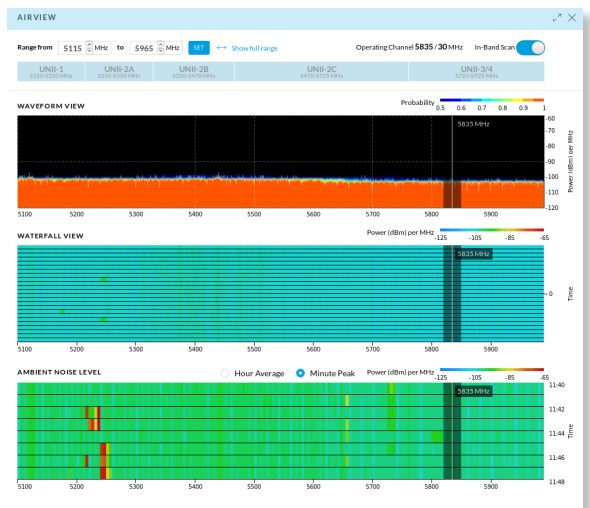 AIRVIEW
Range from 5115 MHz to 5965 MHz SET Show full range Operating Channel 5835 / 30 MHz In-Band Scan
UNII-1 UNII-2A UNII-2B UNII-2C UNII-3/4
5150-5250 MHz 5250-5350 MHz 5350-5470 MHz 5470-5725 MHz 5725-5925 MHz
WAVEFORM VIEW Probability
0.5 0.6 0.7 0.8 0.9 1
5835 MHz
-60
-70
-80
-90
-100
-110
-120
Power (dBm) per MHz
5100 5200 5300 5400 5500 5600 5700 5800 5900
WATERFALL VIEW Power (dBm) per MHz
-125 -105 -85 -65
5835 MHz
0
Time
5100 5200 5300 5400 5500 5600 5700 5800 5900
AMBIENT NOISE LEVEL Hour Average Minute Peak Power (dBm) per MHz
-125 -105 -85 -65
5835 MHz
11:40
11:42
11:44
11:46
11:48
Time
5100 5200 5300 5400 5500 5600 5700 5800 5900